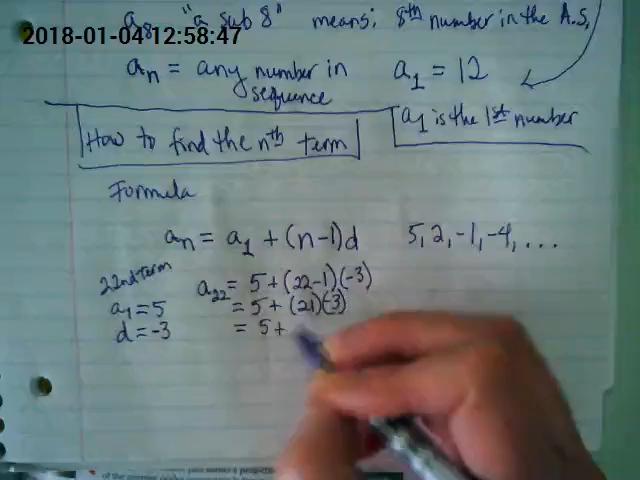 a8 "a sub 8" means: 8th number in the A.S,
2018-01-04 12:58:47
an = any number in sequence
a1 = 12
a1 is the 1st number
How to find the nth term
Formula
an = a1 + (n-1)d
5, 2, -1, -4, ...
22nd term
a1 = 5
d = -3
a22 = 5 + (22-1)(-3)
= 5 + (21)(-3)
= 5 +